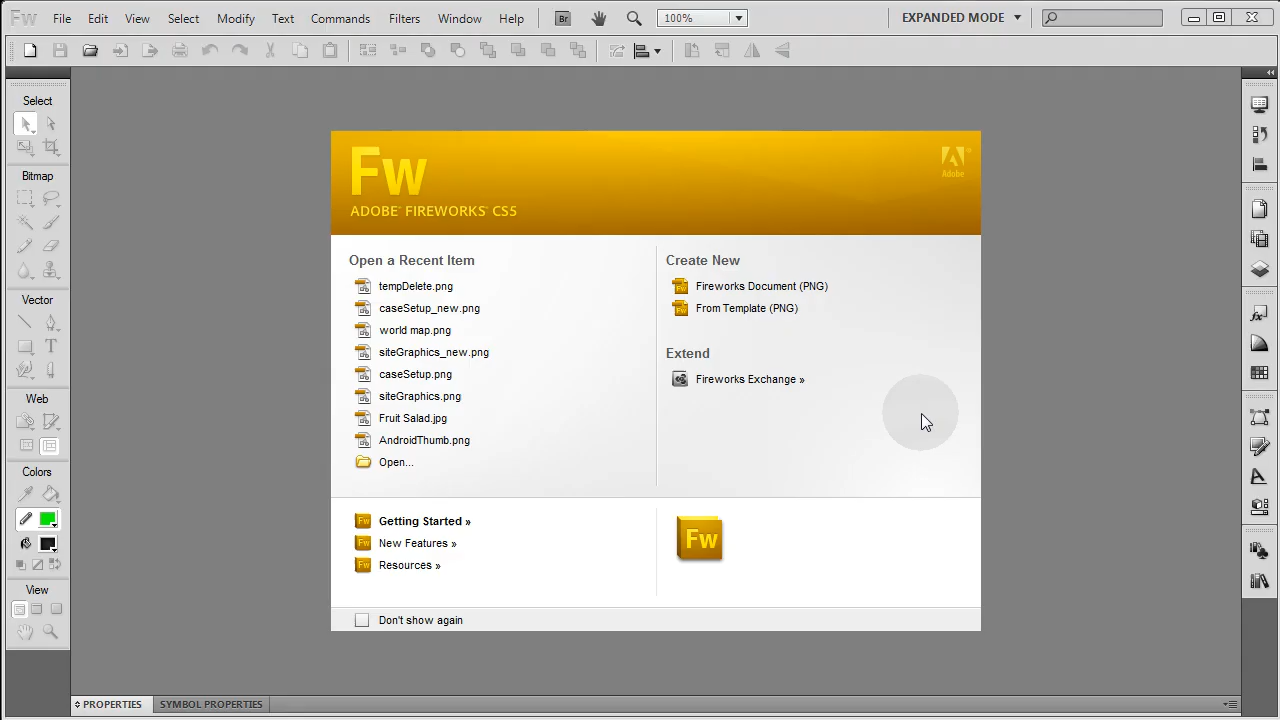 Fw File Edit View Select Modify Text Commands Filters Window Help Br 100% EXPANDED MODE
Select
Bitmap
Vector
Web
Colors
View
Fw
ADOBE® FIREWORKS® CS5
Adobe
Open a Recent Item
tempDelete.png
caseSetup_new.png
world map.png
siteGraphics_new.png
caseSetup.png
siteGraphics.png
Fruit Salad.jpg
AndroidThumb.png
Open...
Create New
Fireworks Document (PNG)
From Template (PNG)
Extend
Fireworks Exchange »
Fw Getting Started »
Fw New Features »
Fw Resources »
Fw
Don't show again
PROPERTIES SYMBOL PROPERTIES